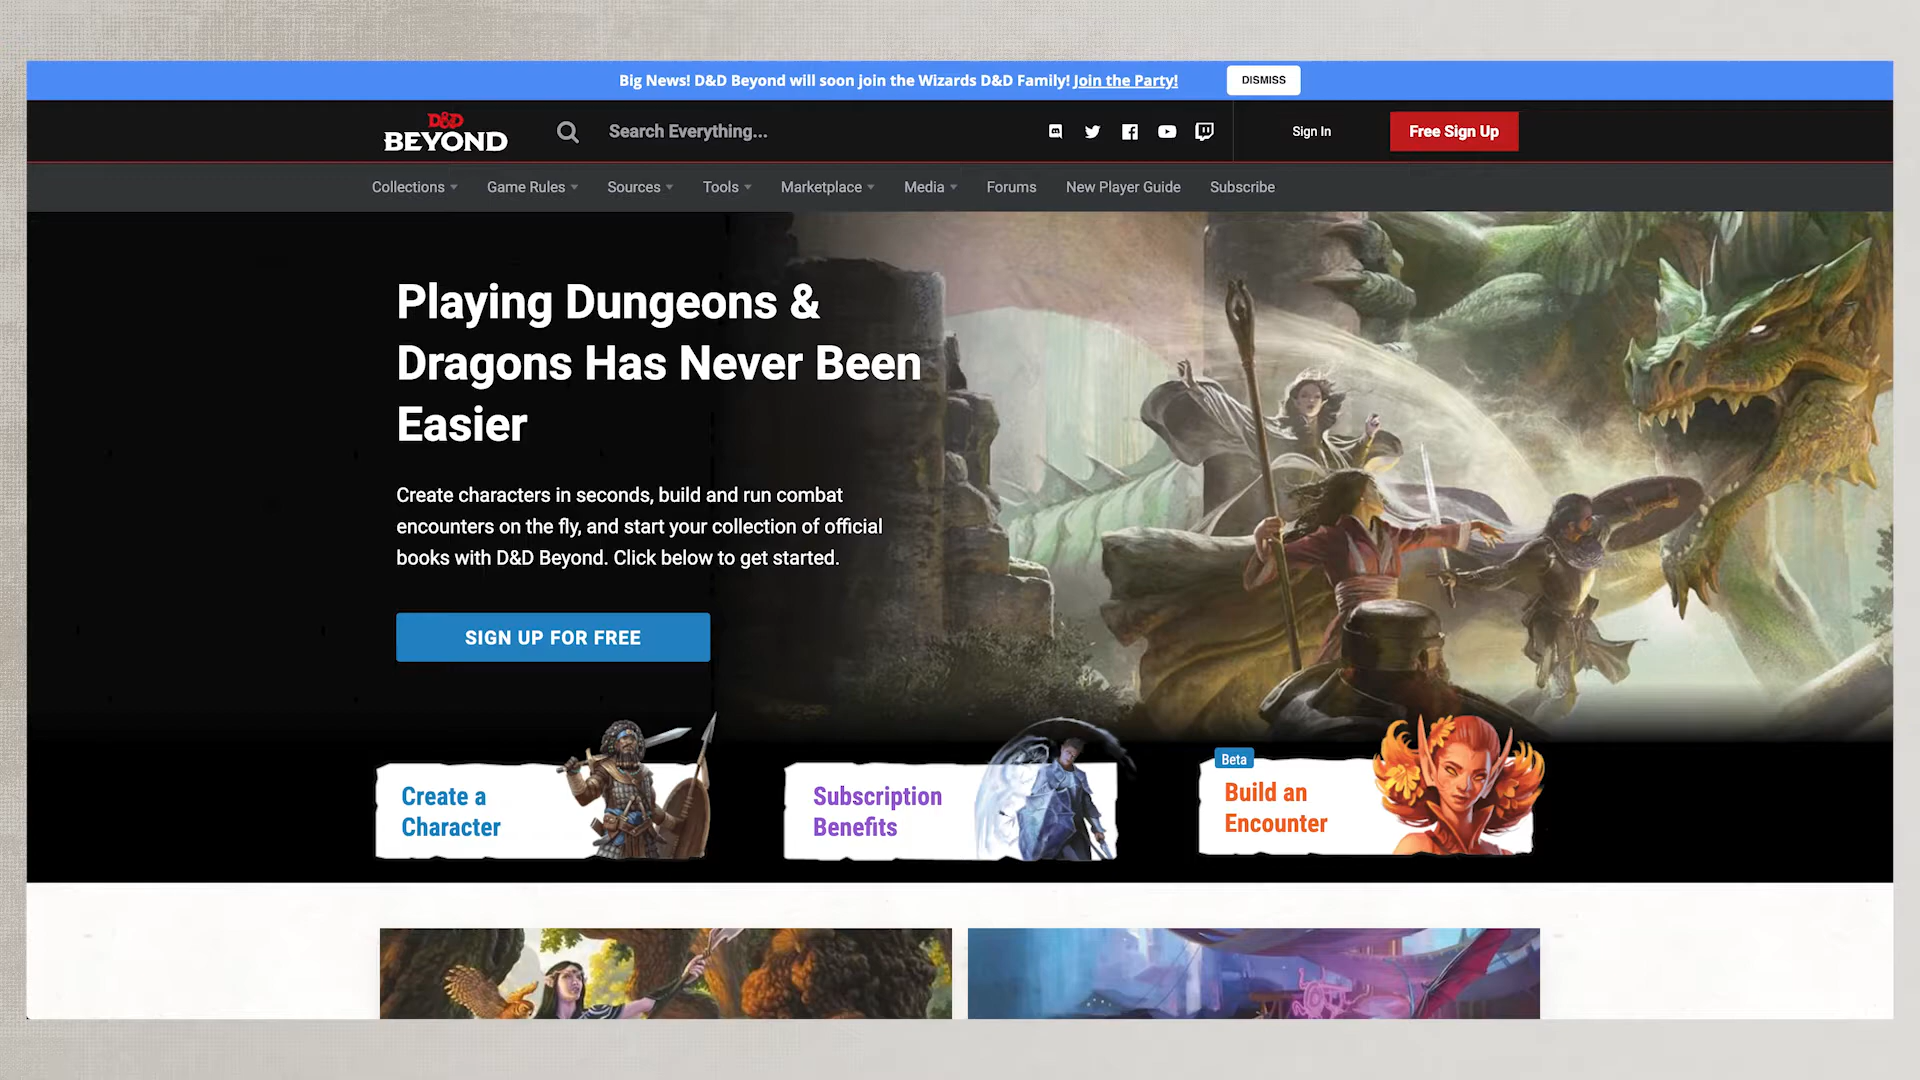 Big News! D&D Beyond will soon join the Wizards D&D Family! Join the Party!
DISMISS
D&D
BEYOND
Search Everything...
Sign In
Free Sign Up
Collections
Game Rules
Sources
Tools
Marketplace
Media
Forums
New Player Guide
Subscribe
Playing Dungeons &
Dragons Has Never Been
Easier
Create characters in seconds, build and run combat
encounters on the fly, and start your collection of official
books with D&D Beyond. Click below to get started.
SIGN UP FOR FREE
Create a
Character
Subscription
Benefits
Beta
Build an
Encounter